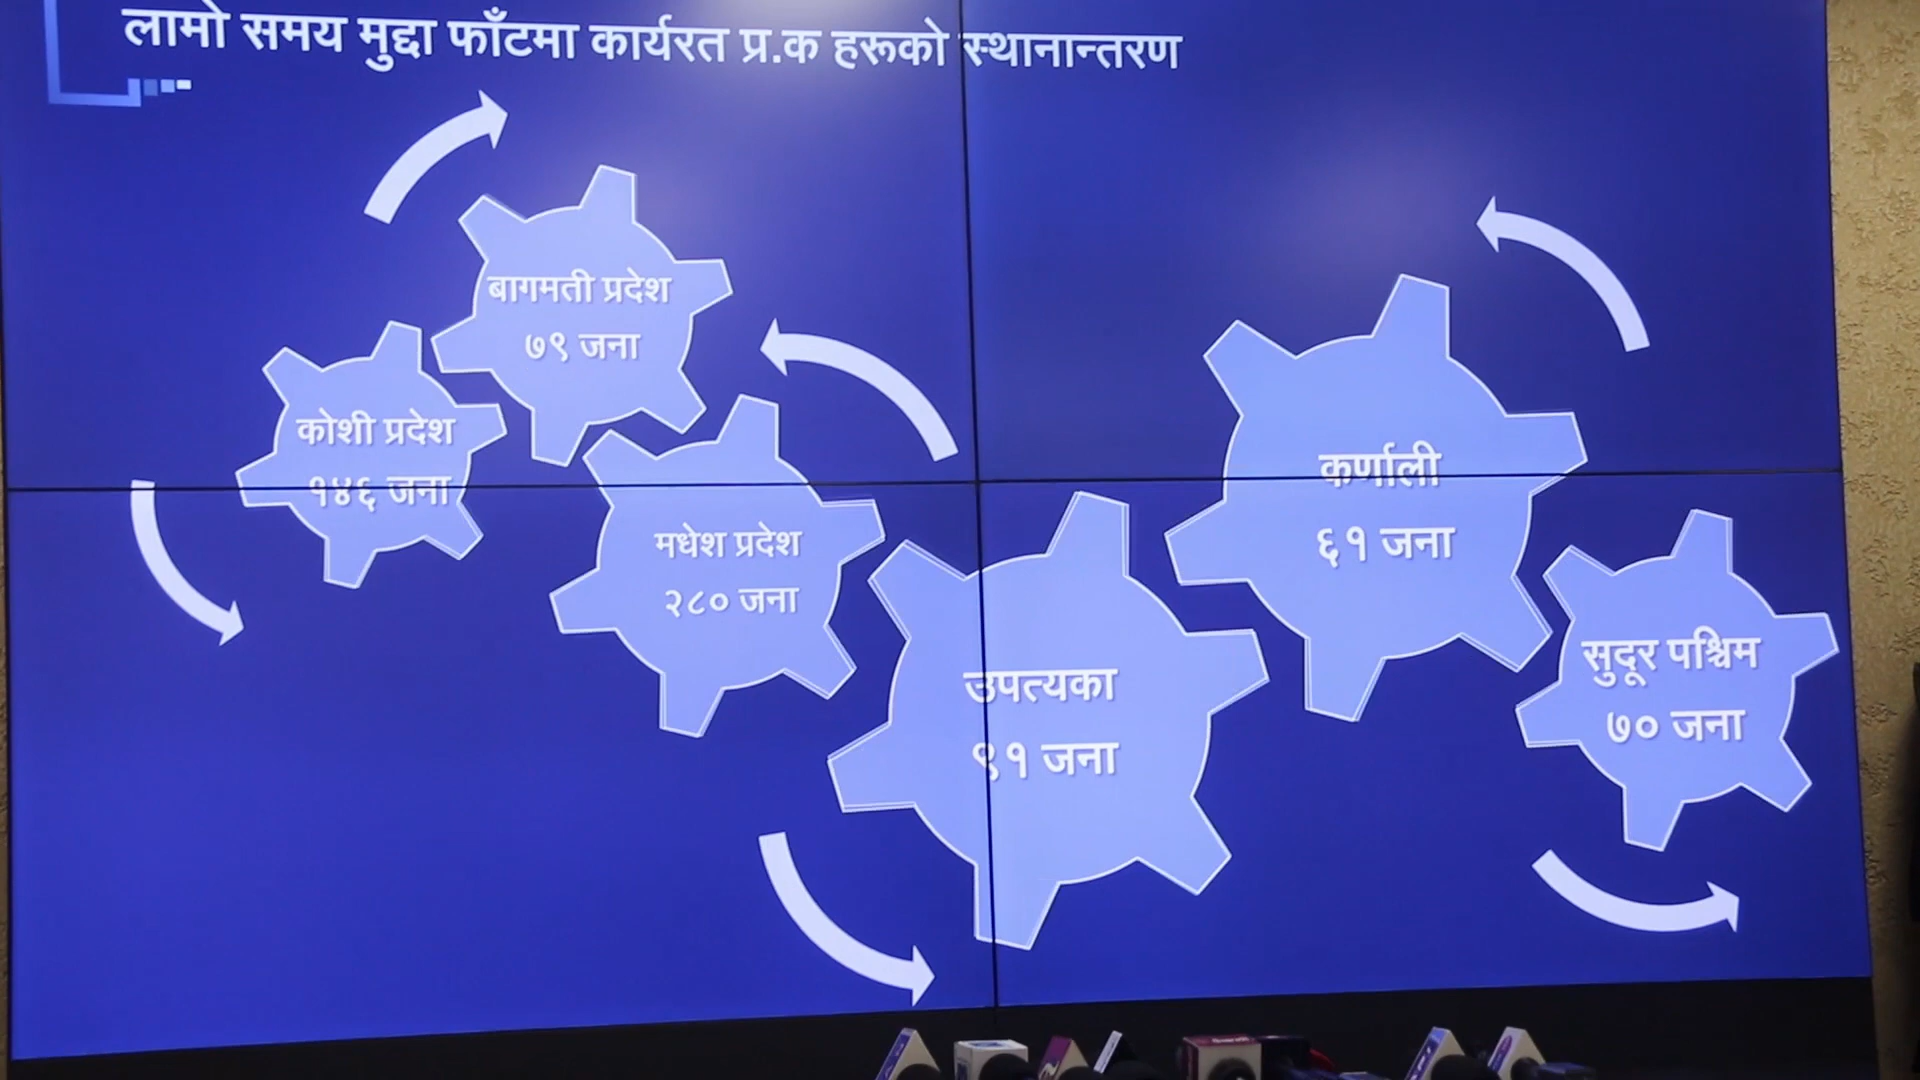 लामो समय मुद्दा फाँटमा कार्यरत प्र.क हरूको स्थानान्तरण
बागमती प्रदेश
७९ जना
कोशी प्रदेश
१४६ जना
मधेश प्रदेश
२८० जना
उपत्यका
९१ जना
कर्णाली
६१ जना
सुदूर पश्चिम
७० जना